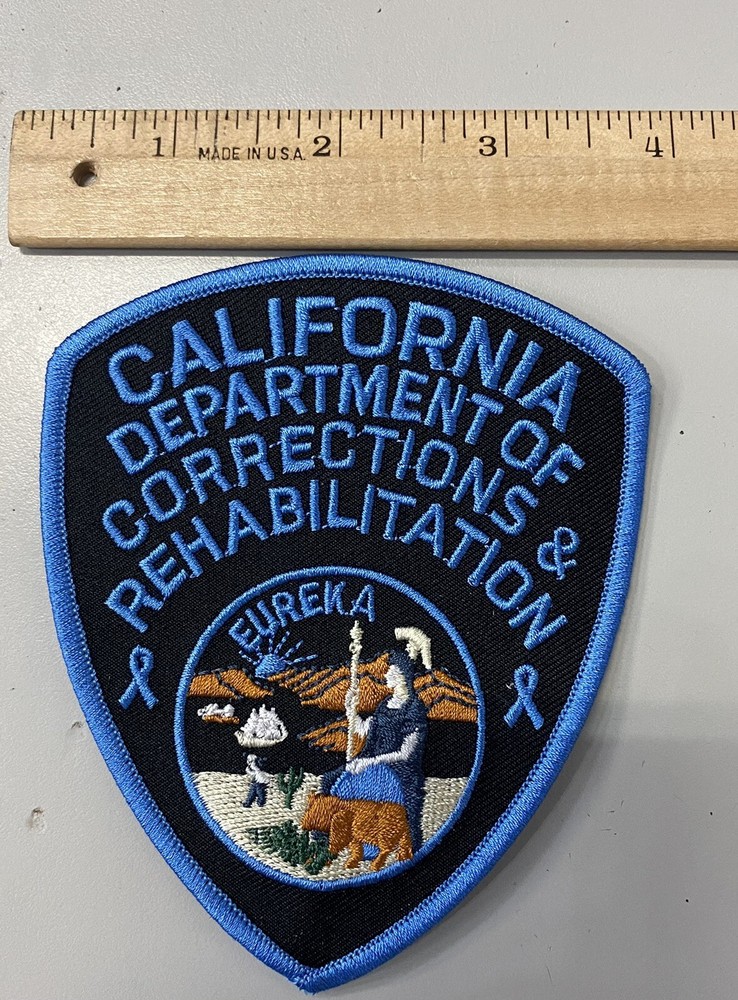 1 MADE IN U.S.A. 2 3 4
CALIFORNIA
DEPARTMENT OF
CORRECTIONS &
REHABILITATION
EUREKA